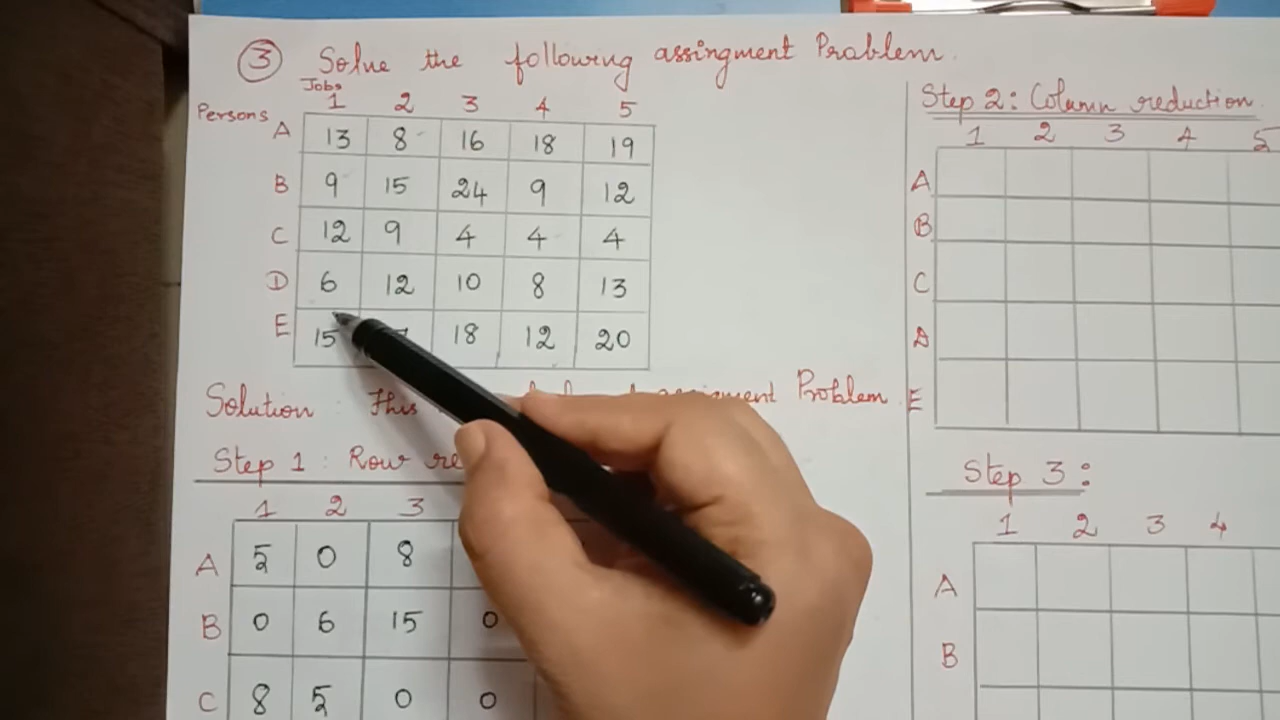 3 Solve the following assingment Problem.
Jobs
Persons 1 2 3 4 5
A 13 8 16 18 19
B 9 15 24 9 12
C 12 9 4 4 4
D 6 12 10 8 13
E 15 18 12 20
Solution : This Problem
Step 1 : Row
1 2 3
A 5 0 8
B 0 6 15 0
C 8 5 0 0
Step 2 : Column reduction.
1 2 3 4 5
A
B
C
D
E
Step 3 :
1 2 3 4
A
B